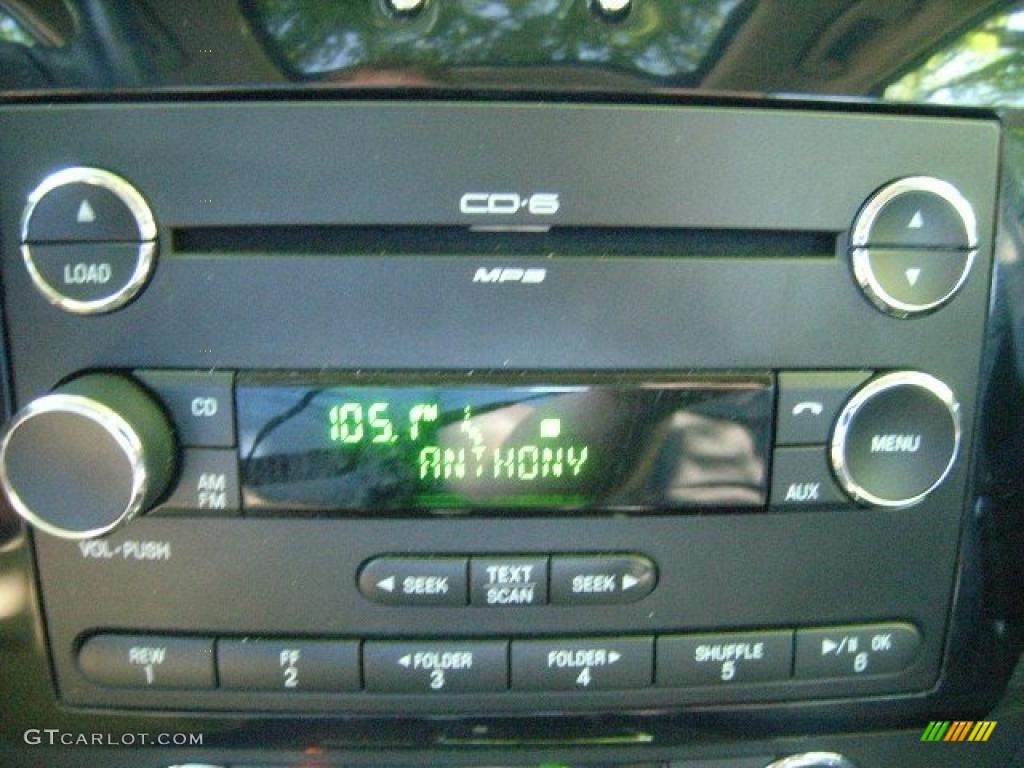 CD·6
LOAD
MP3
CD
105.1 FM
MENU
ANTHONY
AM
FM
AUX
VOL-PUSH
SEEK
TEXT
SCAN
SEEK
REW
1
FF
2
FOLDER
3
FOLDER
4
SHUFFLE
5
OK
6
GTCARLOT.COM